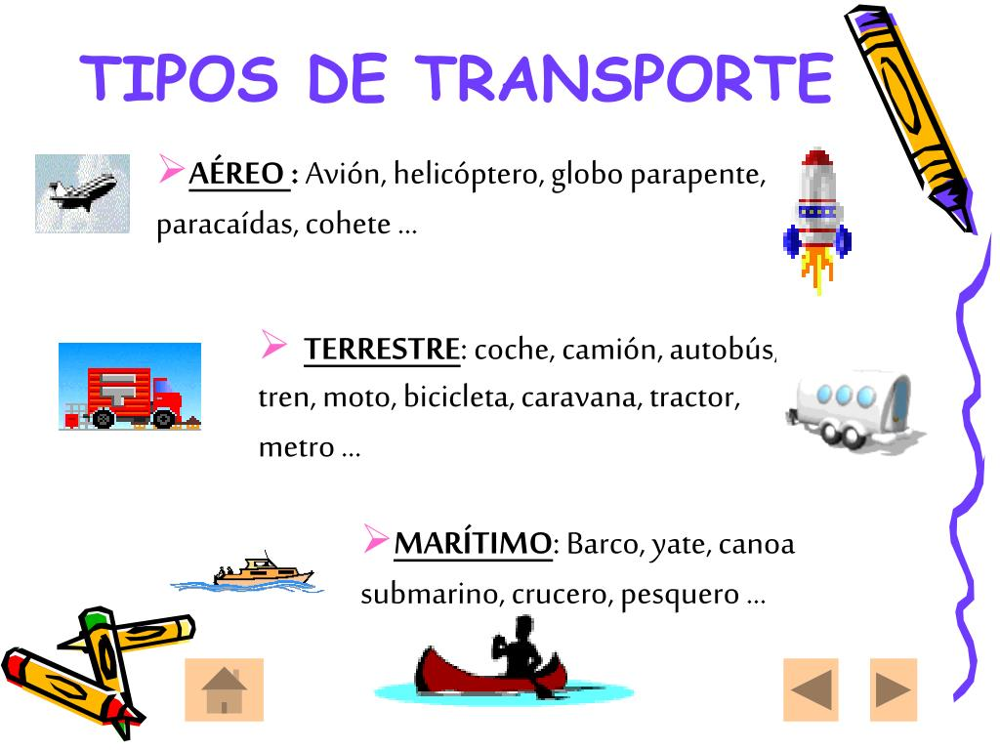 TIPOS DE TRANSPORTE
AÉREO : Avión, helicóptero, globo parapente,
paracaídas, cohete ...
TERRESTRE: coche, camión, autobús,
tren, moto, bicicleta, caravana, tractor,
metro ...
MARÍTIMO: Barco, yate, canoa
submarino, crucero, pesquero ...